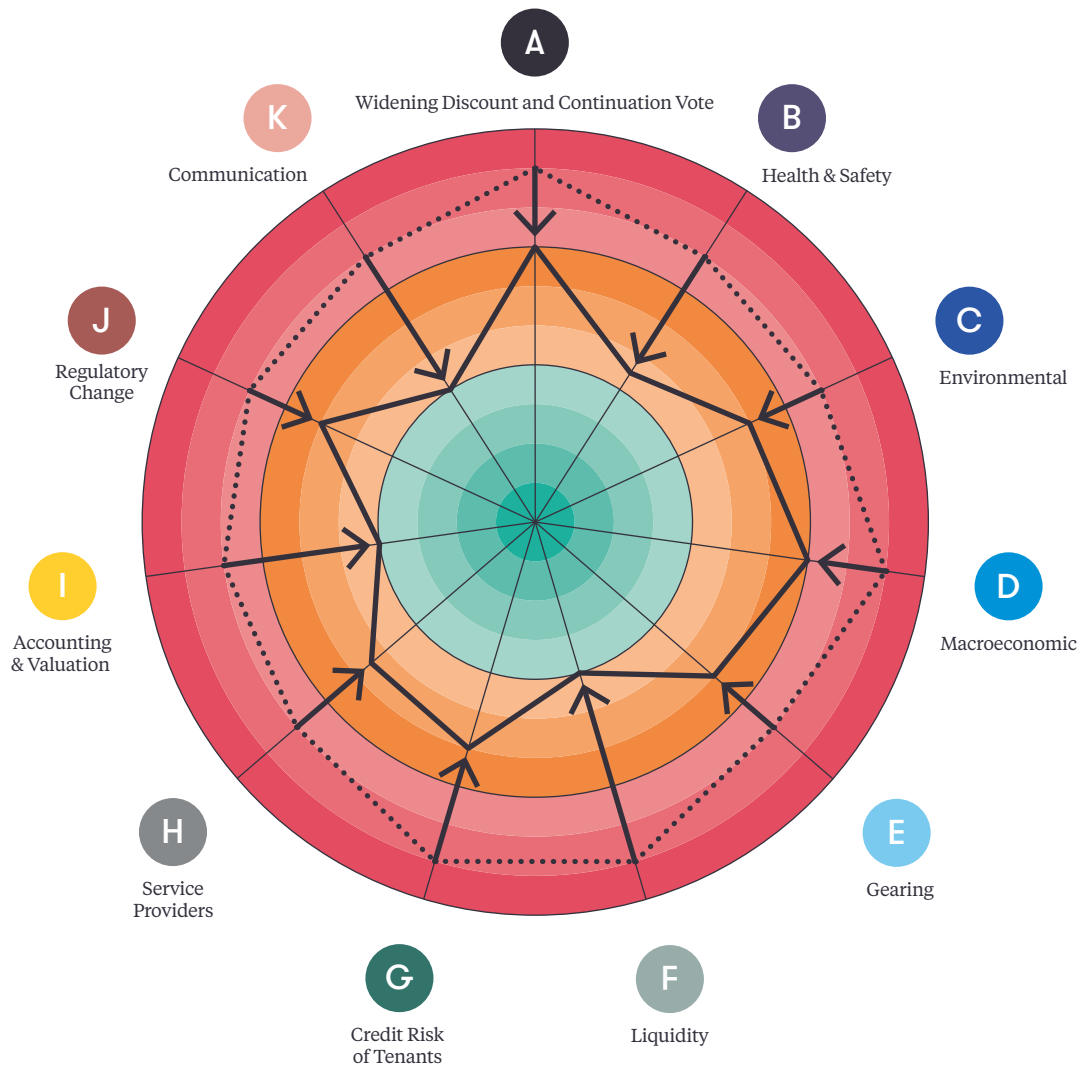 A
Widening Discount and Continuation Vote
B
Health & Safety
C
Environmental
D
Macroeconomic
E
Gearing
F
Liquidity
G
Credit Risk
of Tenants
H
Service
Providers
I
Accounting
& Valuation
J
Regulatory
Change
K
Communication